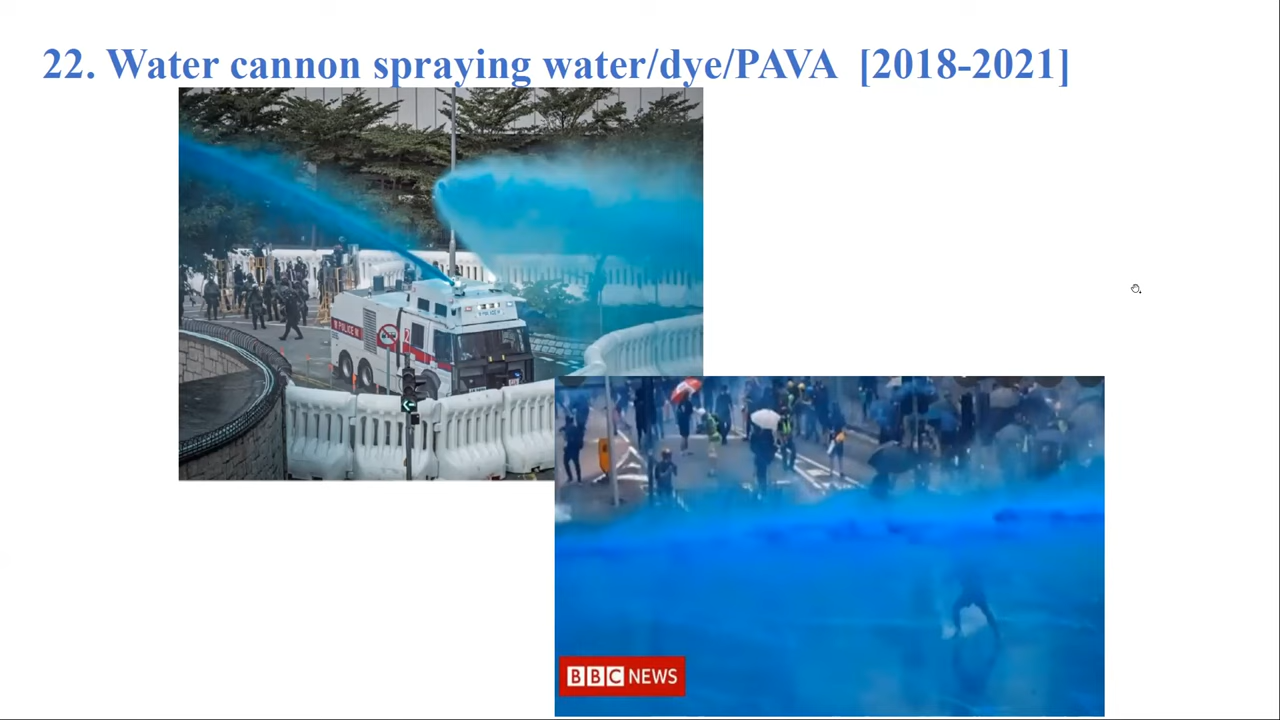 22. Water cannon spraying water/dye/PAVA [2018-2021]
POLICE
BBC NEWS